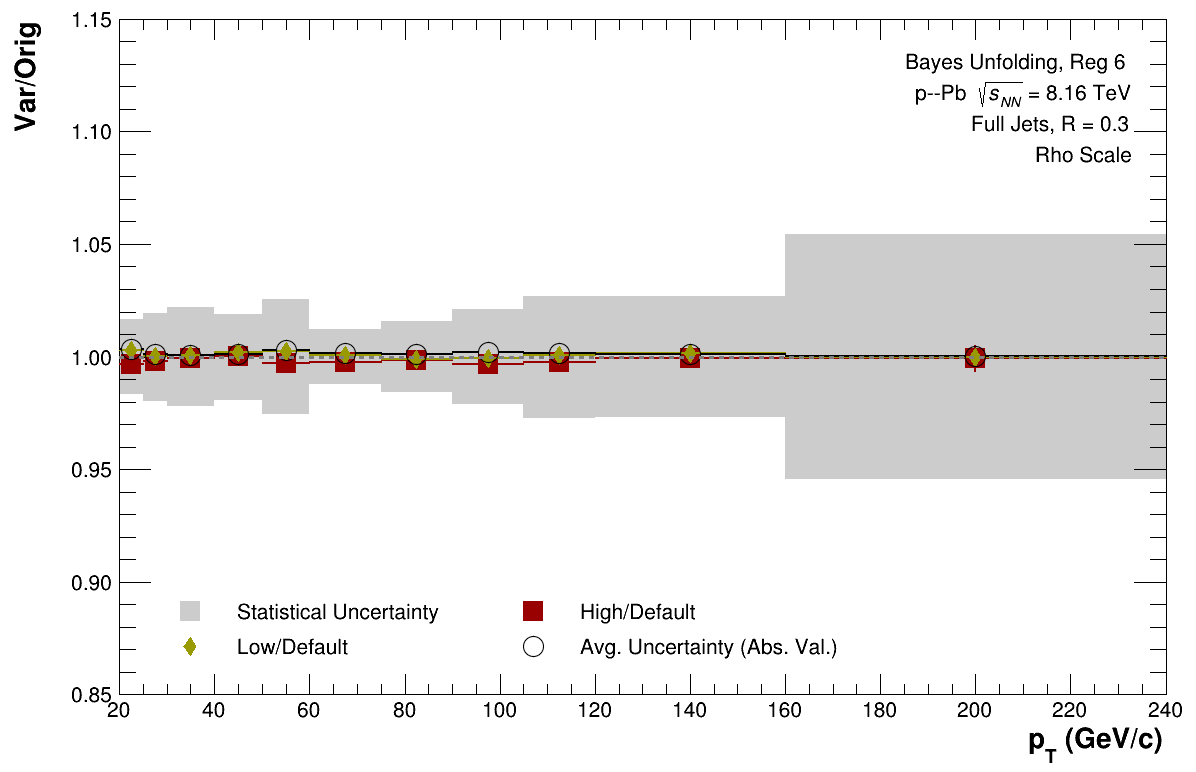 Var/Orig
1.15
1.10
1.05
1.00
0.95
0.90
0.85
Bayes Unfolding, Reg 6
p--Pb √s_NN = 8.16 TeV
Full Jets, R = 0.3
Rho Scale
Statistical Uncertainty
High/Default
Low/Default
Avg. Uncertainty (Abs. Val.)
20 40 60 80 100 120 140 160 180 200 220 240
p_T (GeV/c)